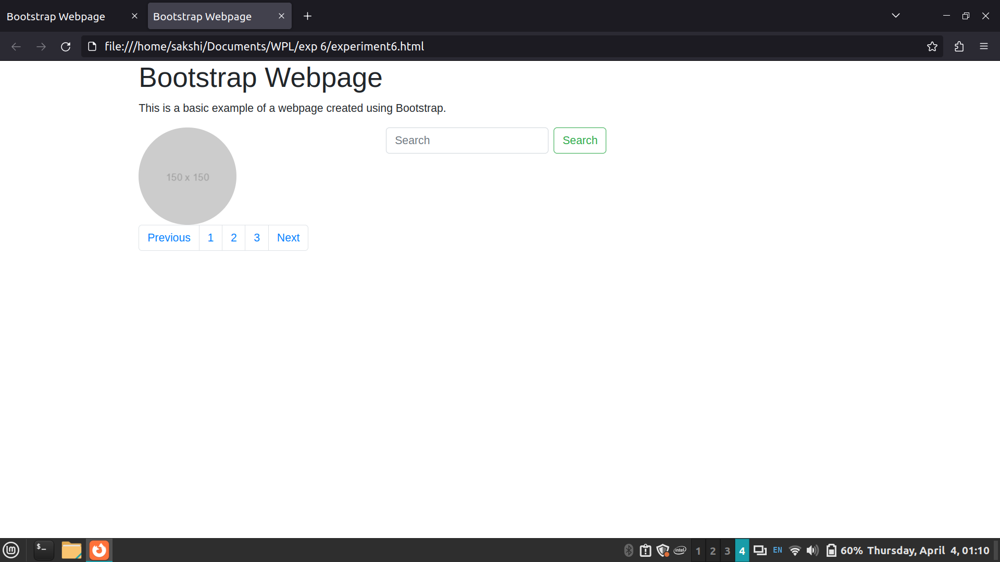 Bootstrap Webpage
Bootstrap Webpage
file:///home/sakshi/Documents/WPL/exp 6/experiment6.html
Bootstrap Webpage
This is a basic example of a webpage created using Bootstrap.
Search Search
150 x 150
Previous 1 2 3 Next
$_ intel 1 2 3 4 EN 60% Thursday, April 4, 01:10